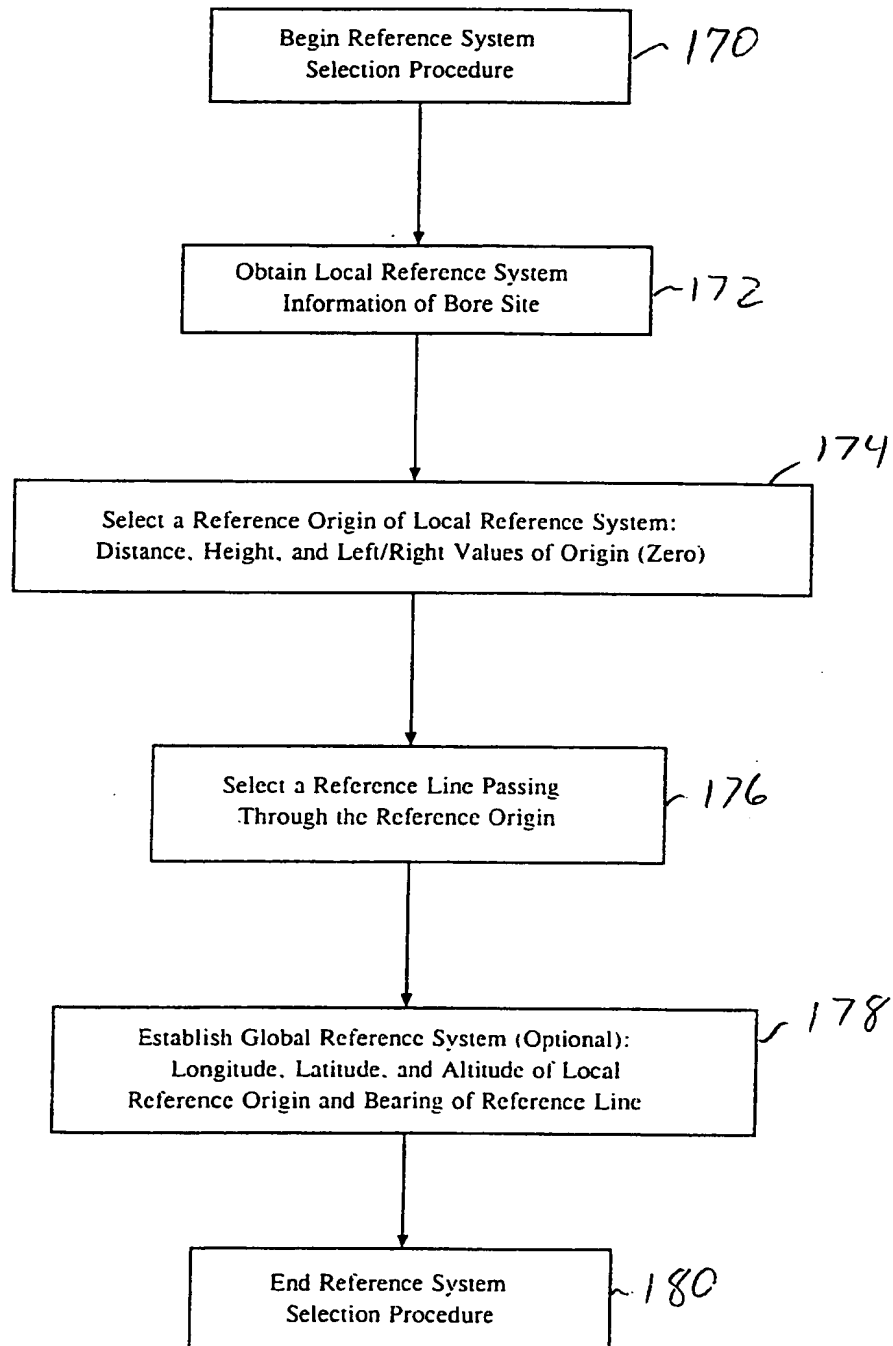 Begin Reference System
Selection Procedure
170
Obtain Local Reference System
Information of Bore Site
172
174
Select a Reference Origin of Local Reference System:
Distance, Height, and Left/Right Values of Origin (Zero)
Select a Reference Line Passing
Through the Reference Origin
176
178
Establish Global Reference System (Optional):
Longitude, Latitude, and Altitude of Local
Reference Origin and Bearing of Reference Line
End Reference System
Selection Procedure
180